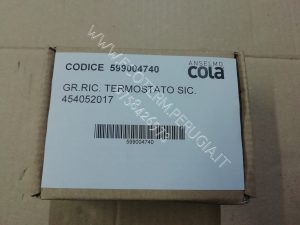 CODICE 599004740
ANSELMO
cola
GR.RIC. TERMOSTATO SIC.
454052017
599004740